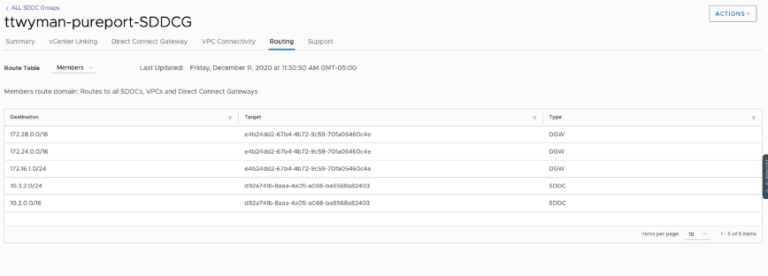 < ALL SDDC Groups
ttwyman-pureport-SDDCG
ACTIONS
Summary vCenter Linking Direct Connect Gateway VPC Connectivity Routing Support
Route Table Members Last Updated: Friday, December 11, 2020 at 11:30:50 AM GMT-05:00
Members route domain: Routes to all SDDCs, VPCs and Direct Connect Gateways
Destination Target Type
172.28.0.0/16 e4b24dd2-67b4-4b72-9c59-70fa05460c4e DGW
172.24.0.0/16 e4b24dd2-67b4-4b72-9c59-70fa05460c4e DGW
172.16.1.0/24 e4b24dd2-67b4-4b72-9c59-70fa05460c4e DGW
10.3.2.0/24 d92a741b-8aaa-4a05-a066-ba5568a82403 SDDC
10.2.0.0/16 d92a741b-8aaa-4a05-a066-ba5568a82403 SDDC
Items per page 10 1 - 5 of 5 items